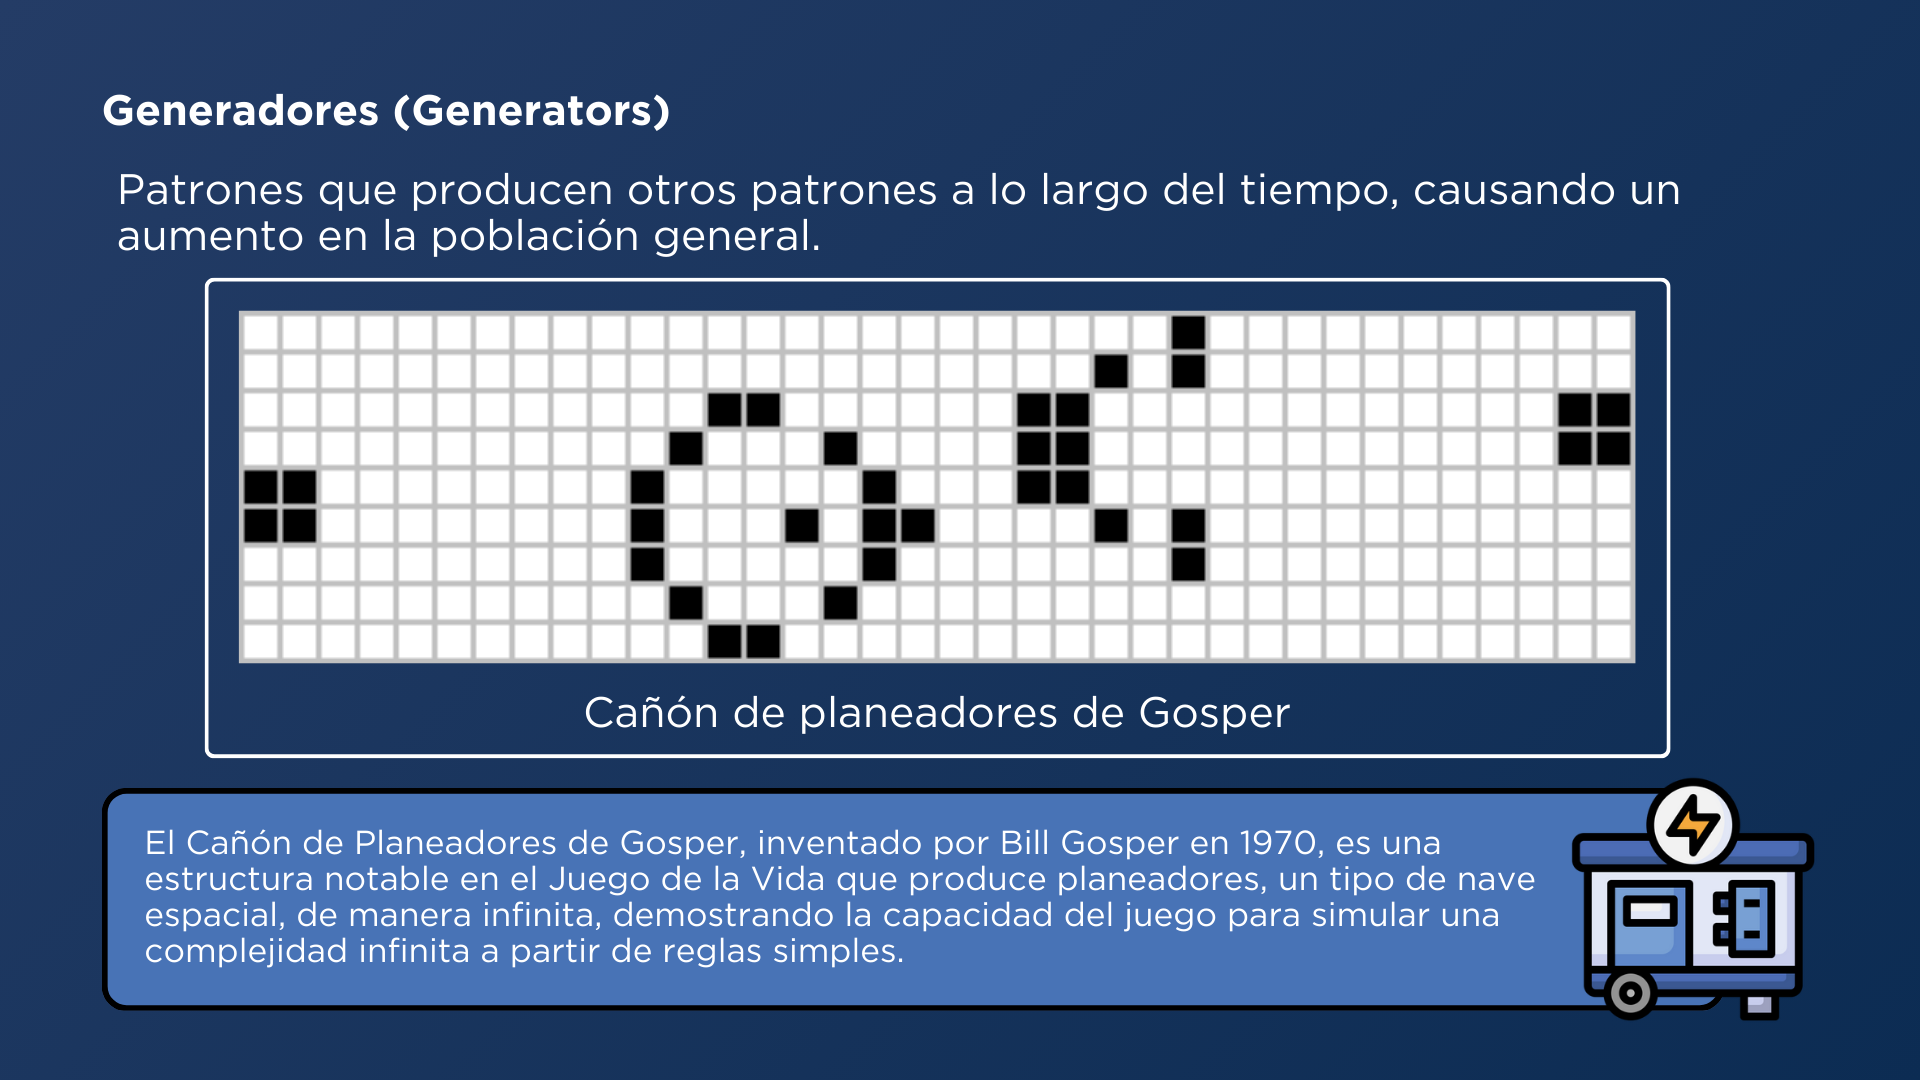 Generadores (Generators)
Patrones que producen otros patrones a lo largo del tiempo, causando un
aumento en la población general.
Cañón de planeadores de Gosper
El Cañón de Planeadores de Gosper, inventado por Bill Gosper en 1970, es una
estructura notable en el Juego de la Vida que produce planeadores, un tipo de nave
espacial, de manera infinita, demostrando la capacidad del juego para simular una
complejidad infinita a partir de reglas simples.